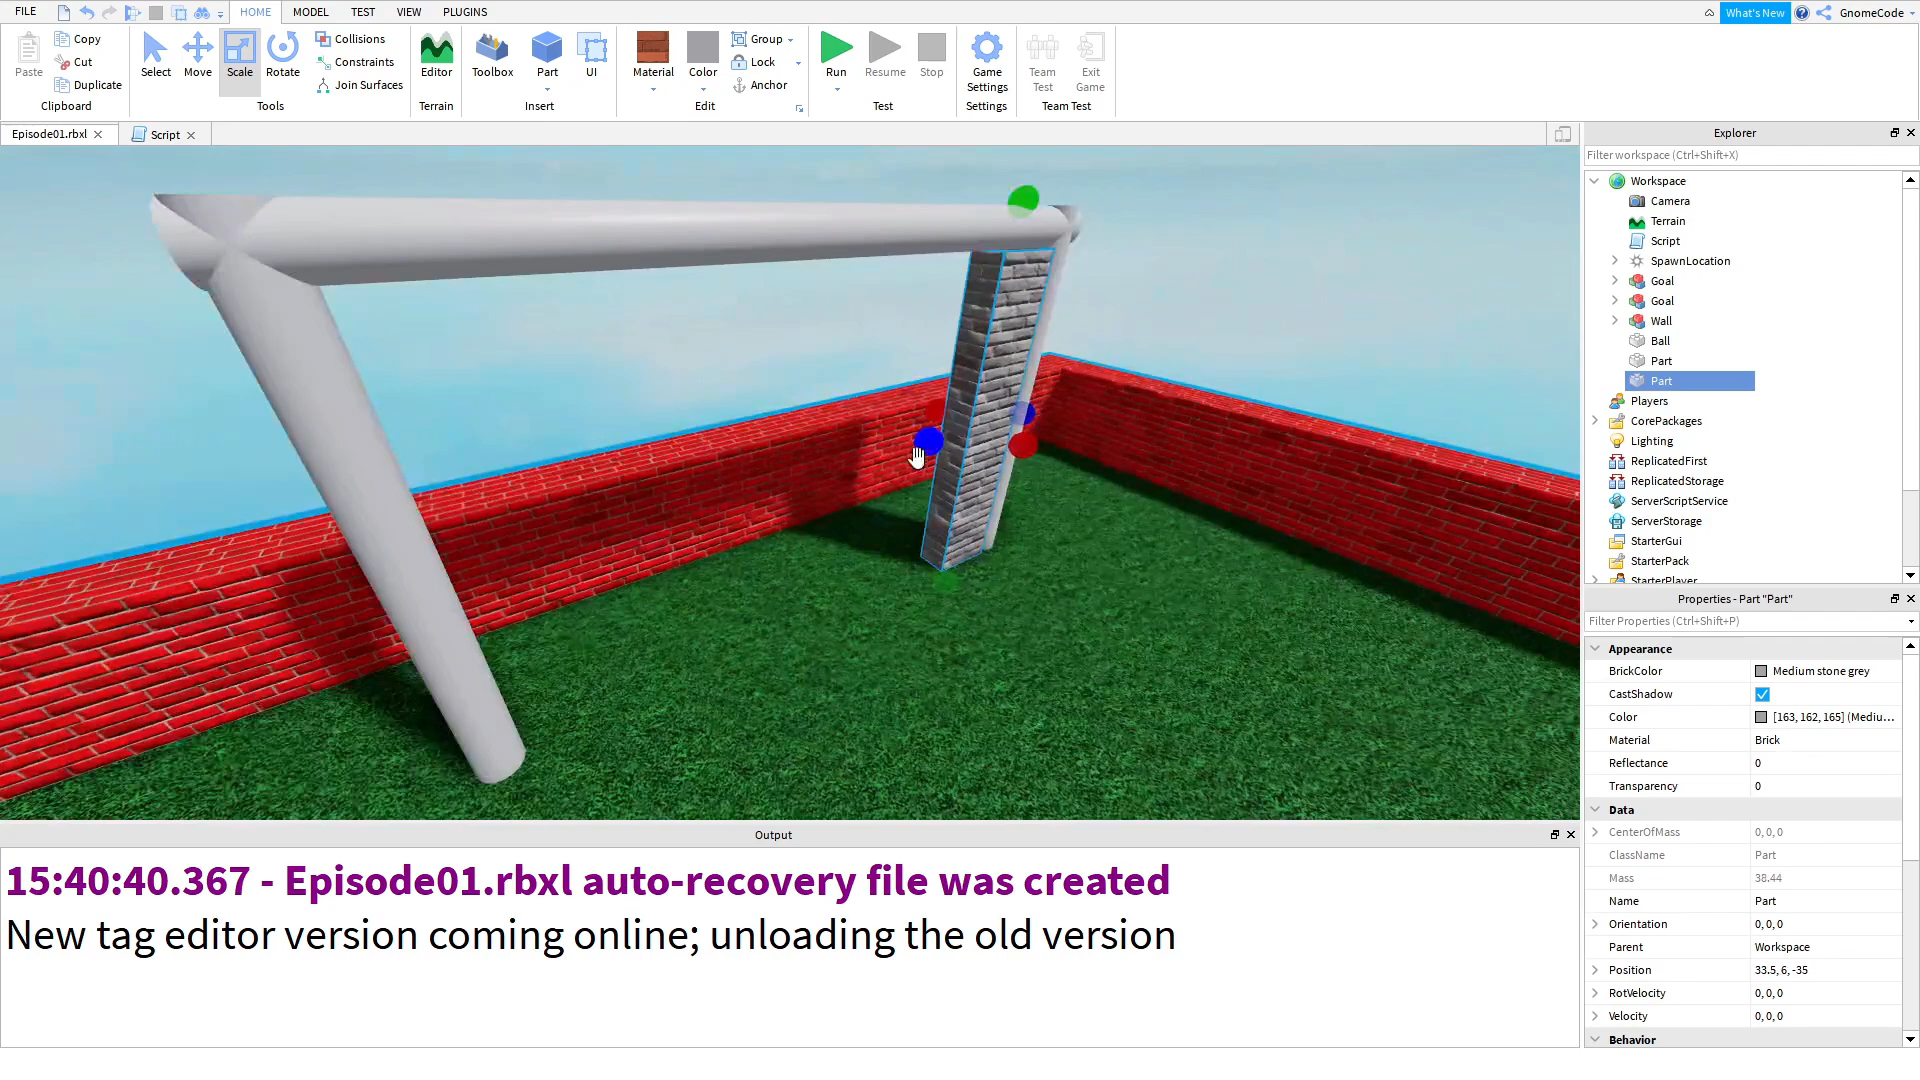 FILE HOME MODEL TEST VIEW PLUGINS What's New GnomeCode
Paste Copy Cut Duplicate Clipboard
Select Move Scale Rotate Collisions Constraints Join Surfaces Tools
Editor Terrain
Toolbox Part UI Insert
Material Color Group Lock Anchor Edit
Run Resume Stop Test
Game Settings Settings
Team Test Exit Game Team Test
Episode01.rbxl Script
Explorer
Filter workspace (Ctrl+Shift+X)
Workspace
Camera
Terrain
Script
SpawnLocation
Goal
Goal
Wall
Ball
Part
Part
Players
CorePackages
Lighting
ReplicatedFirst
ReplicatedStorage
ServerScriptService
ServerStorage
StarterGui
StarterPack
StarterPlayer
Properties - Part "Part"
Filter Properties (Ctrl+Shift+P)
Appearance
BrickColor Medium stone grey
CastShadow
Color [163, 162, 165] (Mediu...
Material Brick
Reflectance 0
Transparency 0
Data
CenterOfMass 0, 0, 0
ClassName Part
Mass 38.44
Name Part
Orientation 0, 0, 0
Parent Workspace
Position 33.5, 6, -35
RotVelocity 0, 0, 0
Velocity 0, 0, 0
Behavior
Output
15:40:40.367 - Episode01.rbxl auto-recovery file was created
New tag editor version coming online; unloading the old version